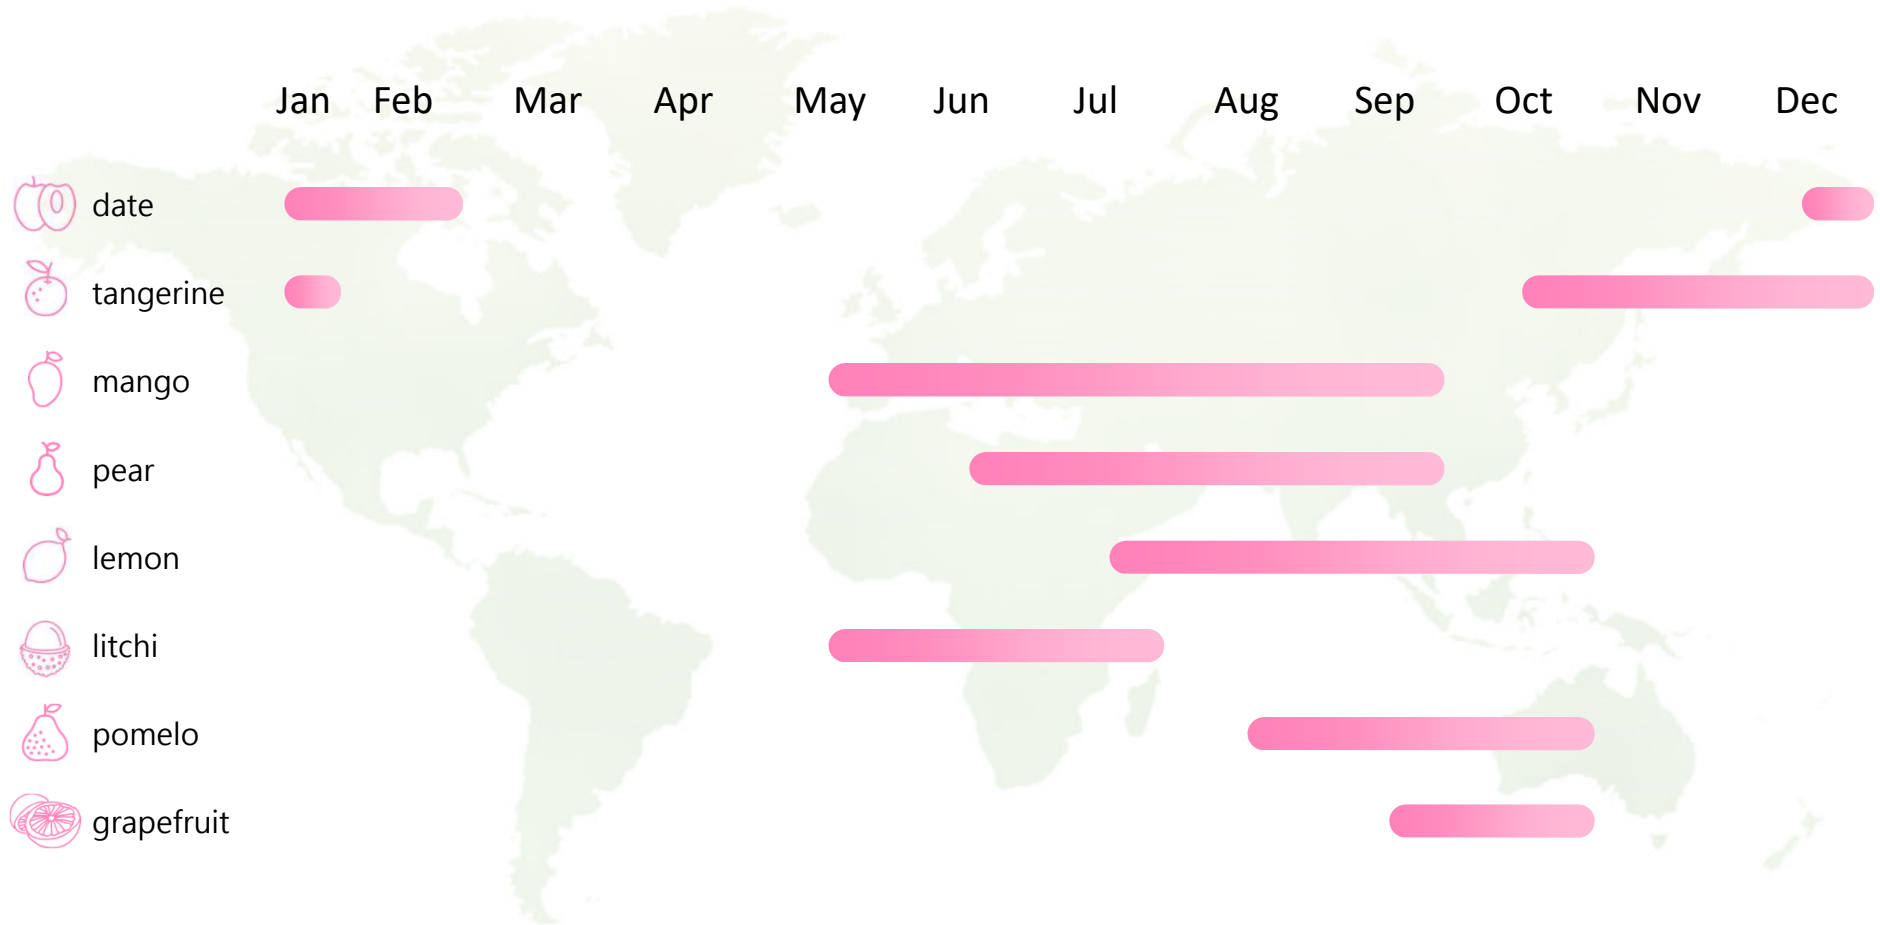 Jan Feb Mar Apr May Jun Jul Aug Sep Oct Nov Dec
date
tangerine
mango
pear
lemon
litchi
pomelo
grapefruit